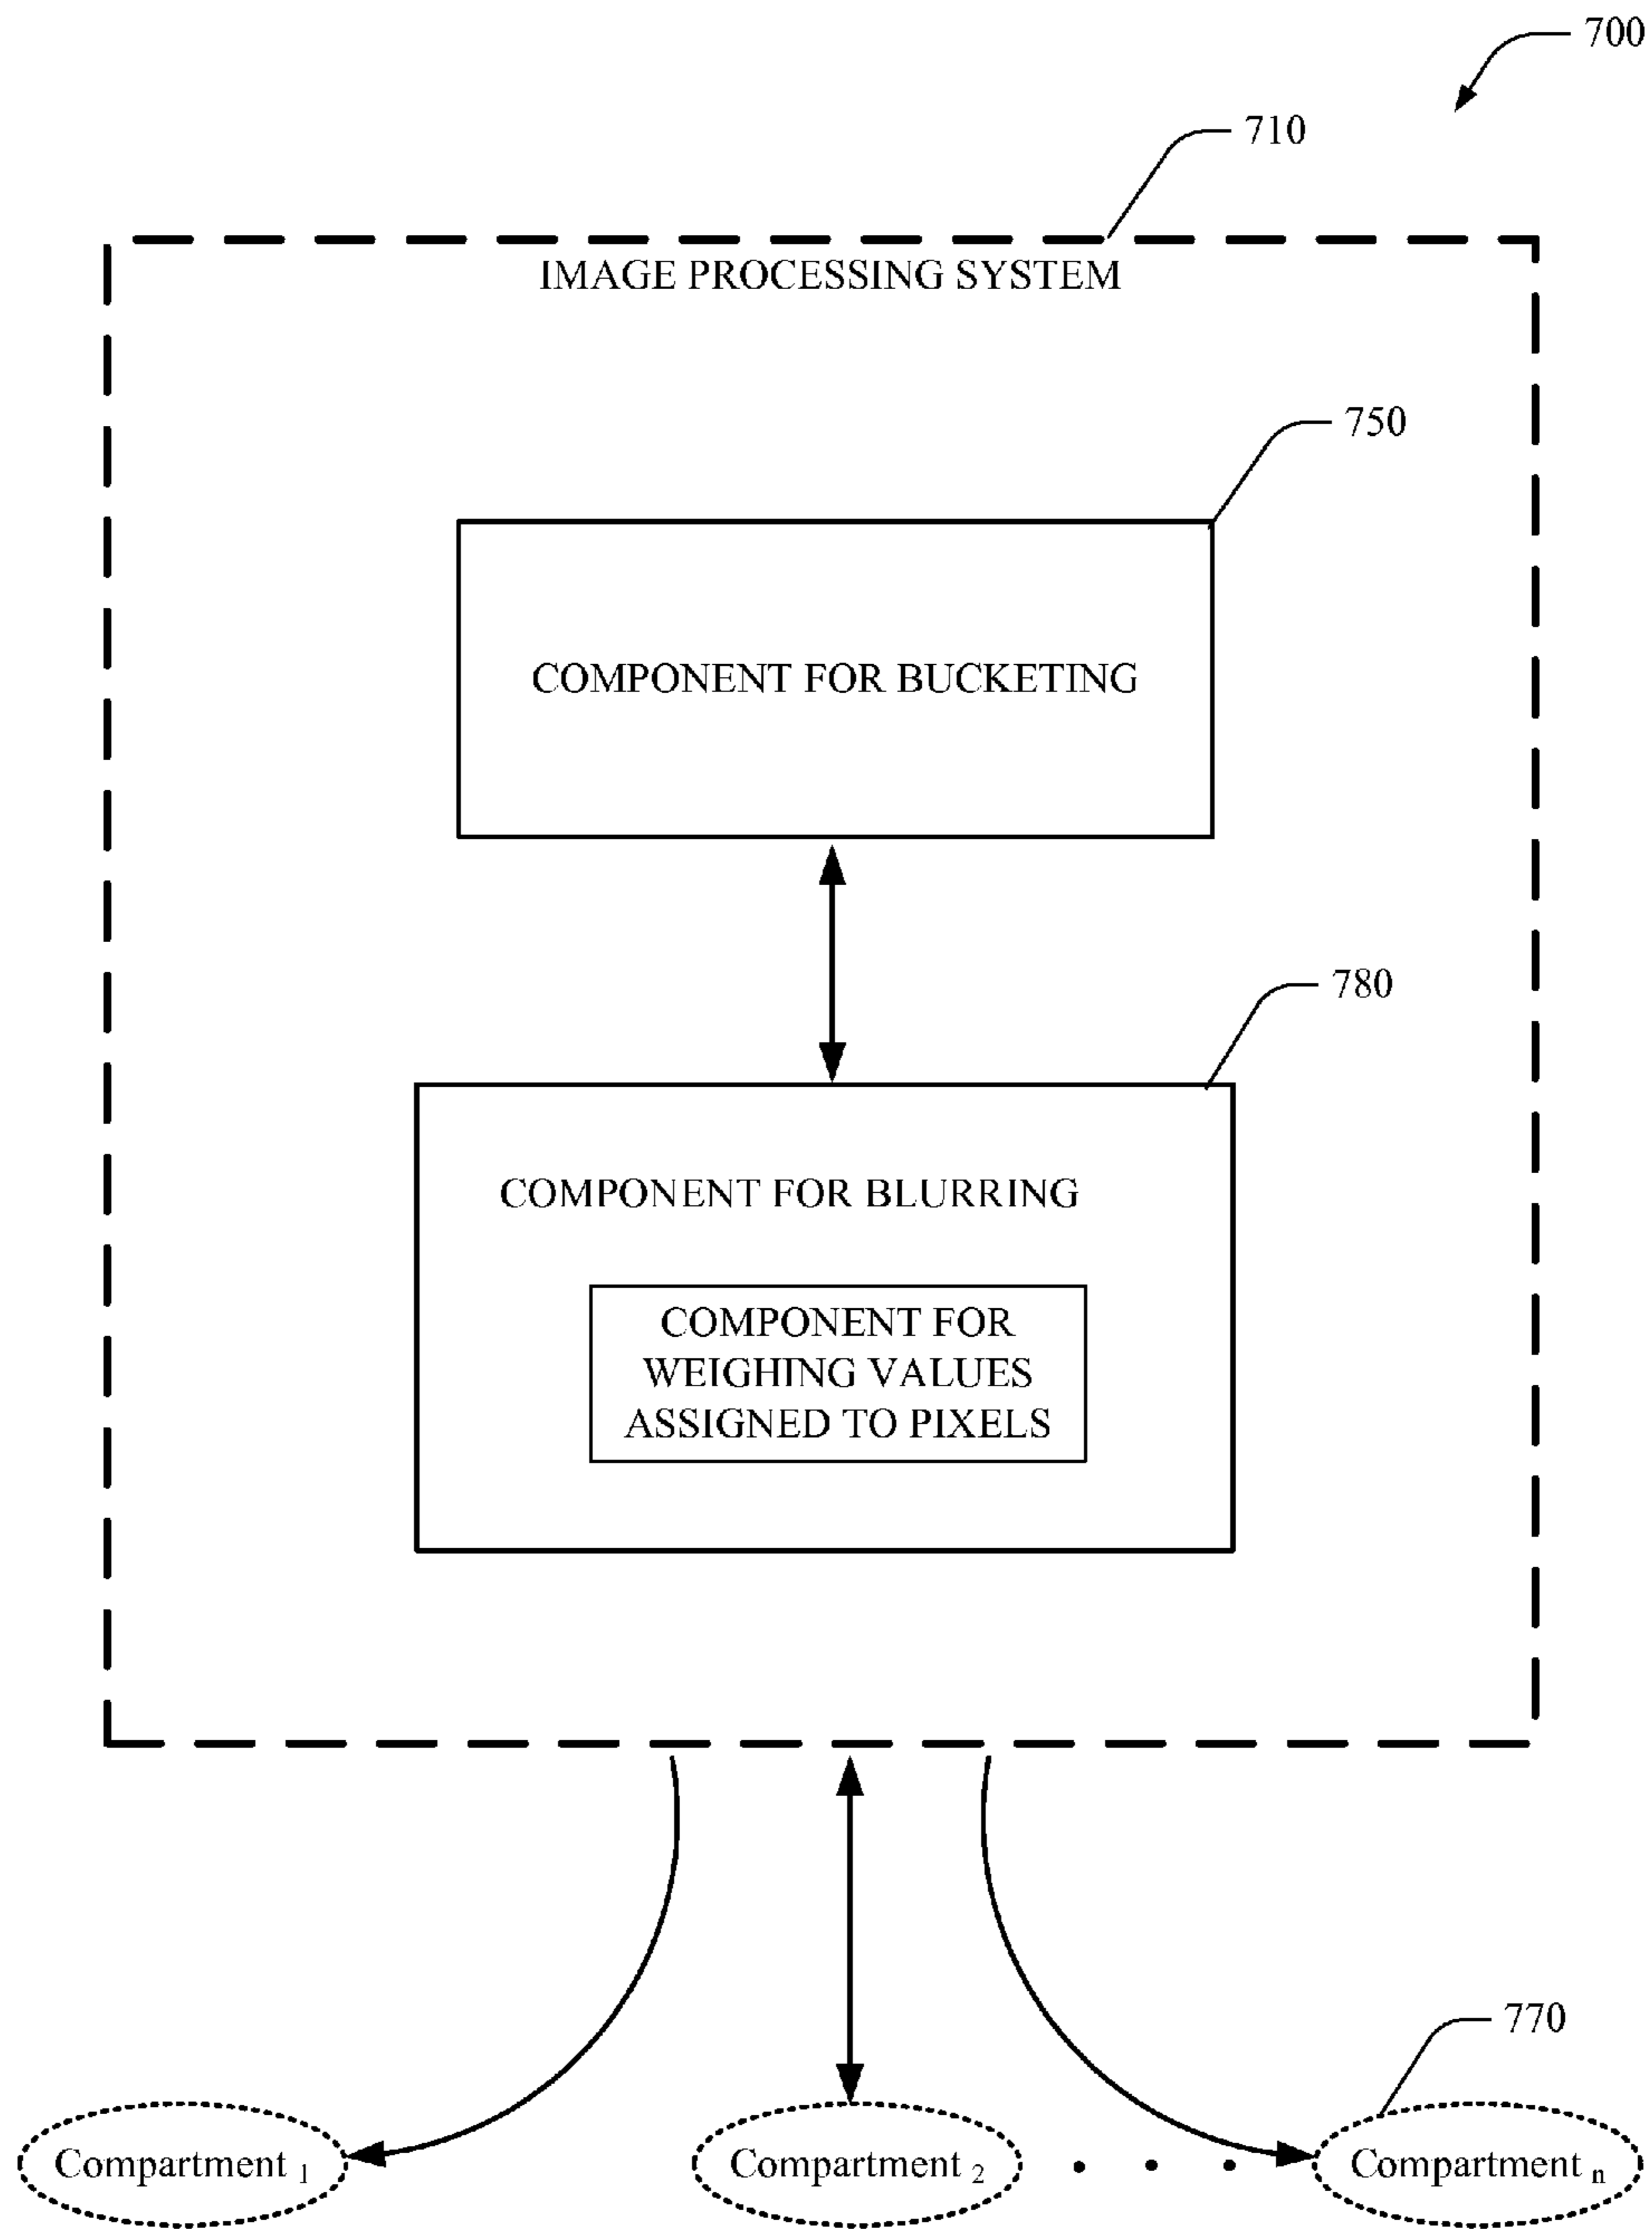 700
710
IMAGE PROCESSING SYSTEM
750
COMPONENT FOR BUCKETING
780
COMPONENT FOR BLURRING
COMPONENT FOR
WEIGHING VALUES
ASSIGNED TO PIXELS
770
Compartment 1
Compartment 2
Compartment n